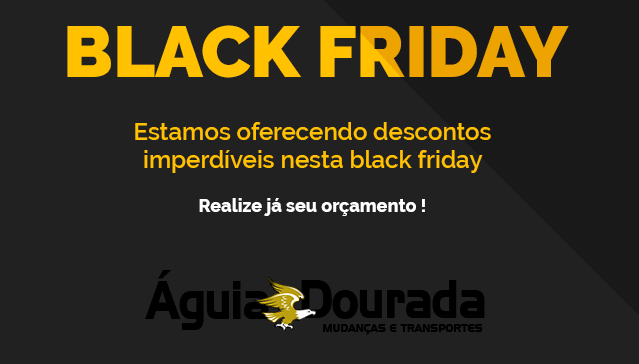 BLACK FRIDAY
Estamos oferecendo descontos
imperdíveis nesta black friday
Realize já seu orçamento !
Águia Dourada
MUDANÇAS E TRANSPORTES